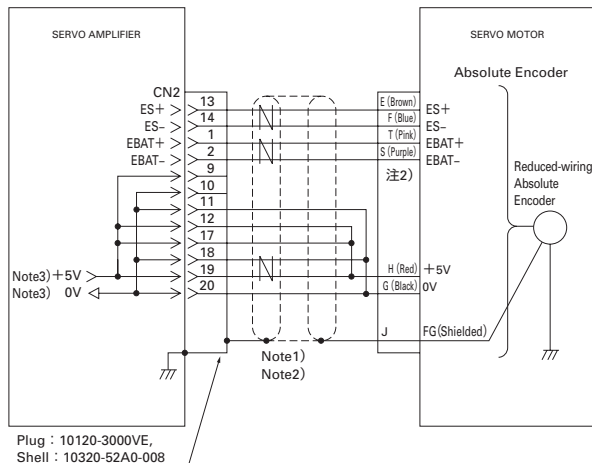 SERVO AMPLIFIER
SERVO MOTOR
Absolute Encoder
CN2
ES+ 13 E (Brown) ES+
ES− 14 F (Blue) ES−
EBAT+ 1 T (Pink) EBAT+
EBAT− 2 S (Purple) EBAT−
9 注2)
10
11
12
17
18
Note3) +5V 19 H (Red) +5V
Note3) 0V 20 G (Black) 0V
Reduced-wiring
Absolute
Encoder
J FG (Shielded)
Note1)
Note2)
Plug : 10120-3000VE,
Shell : 10320-52A0-008